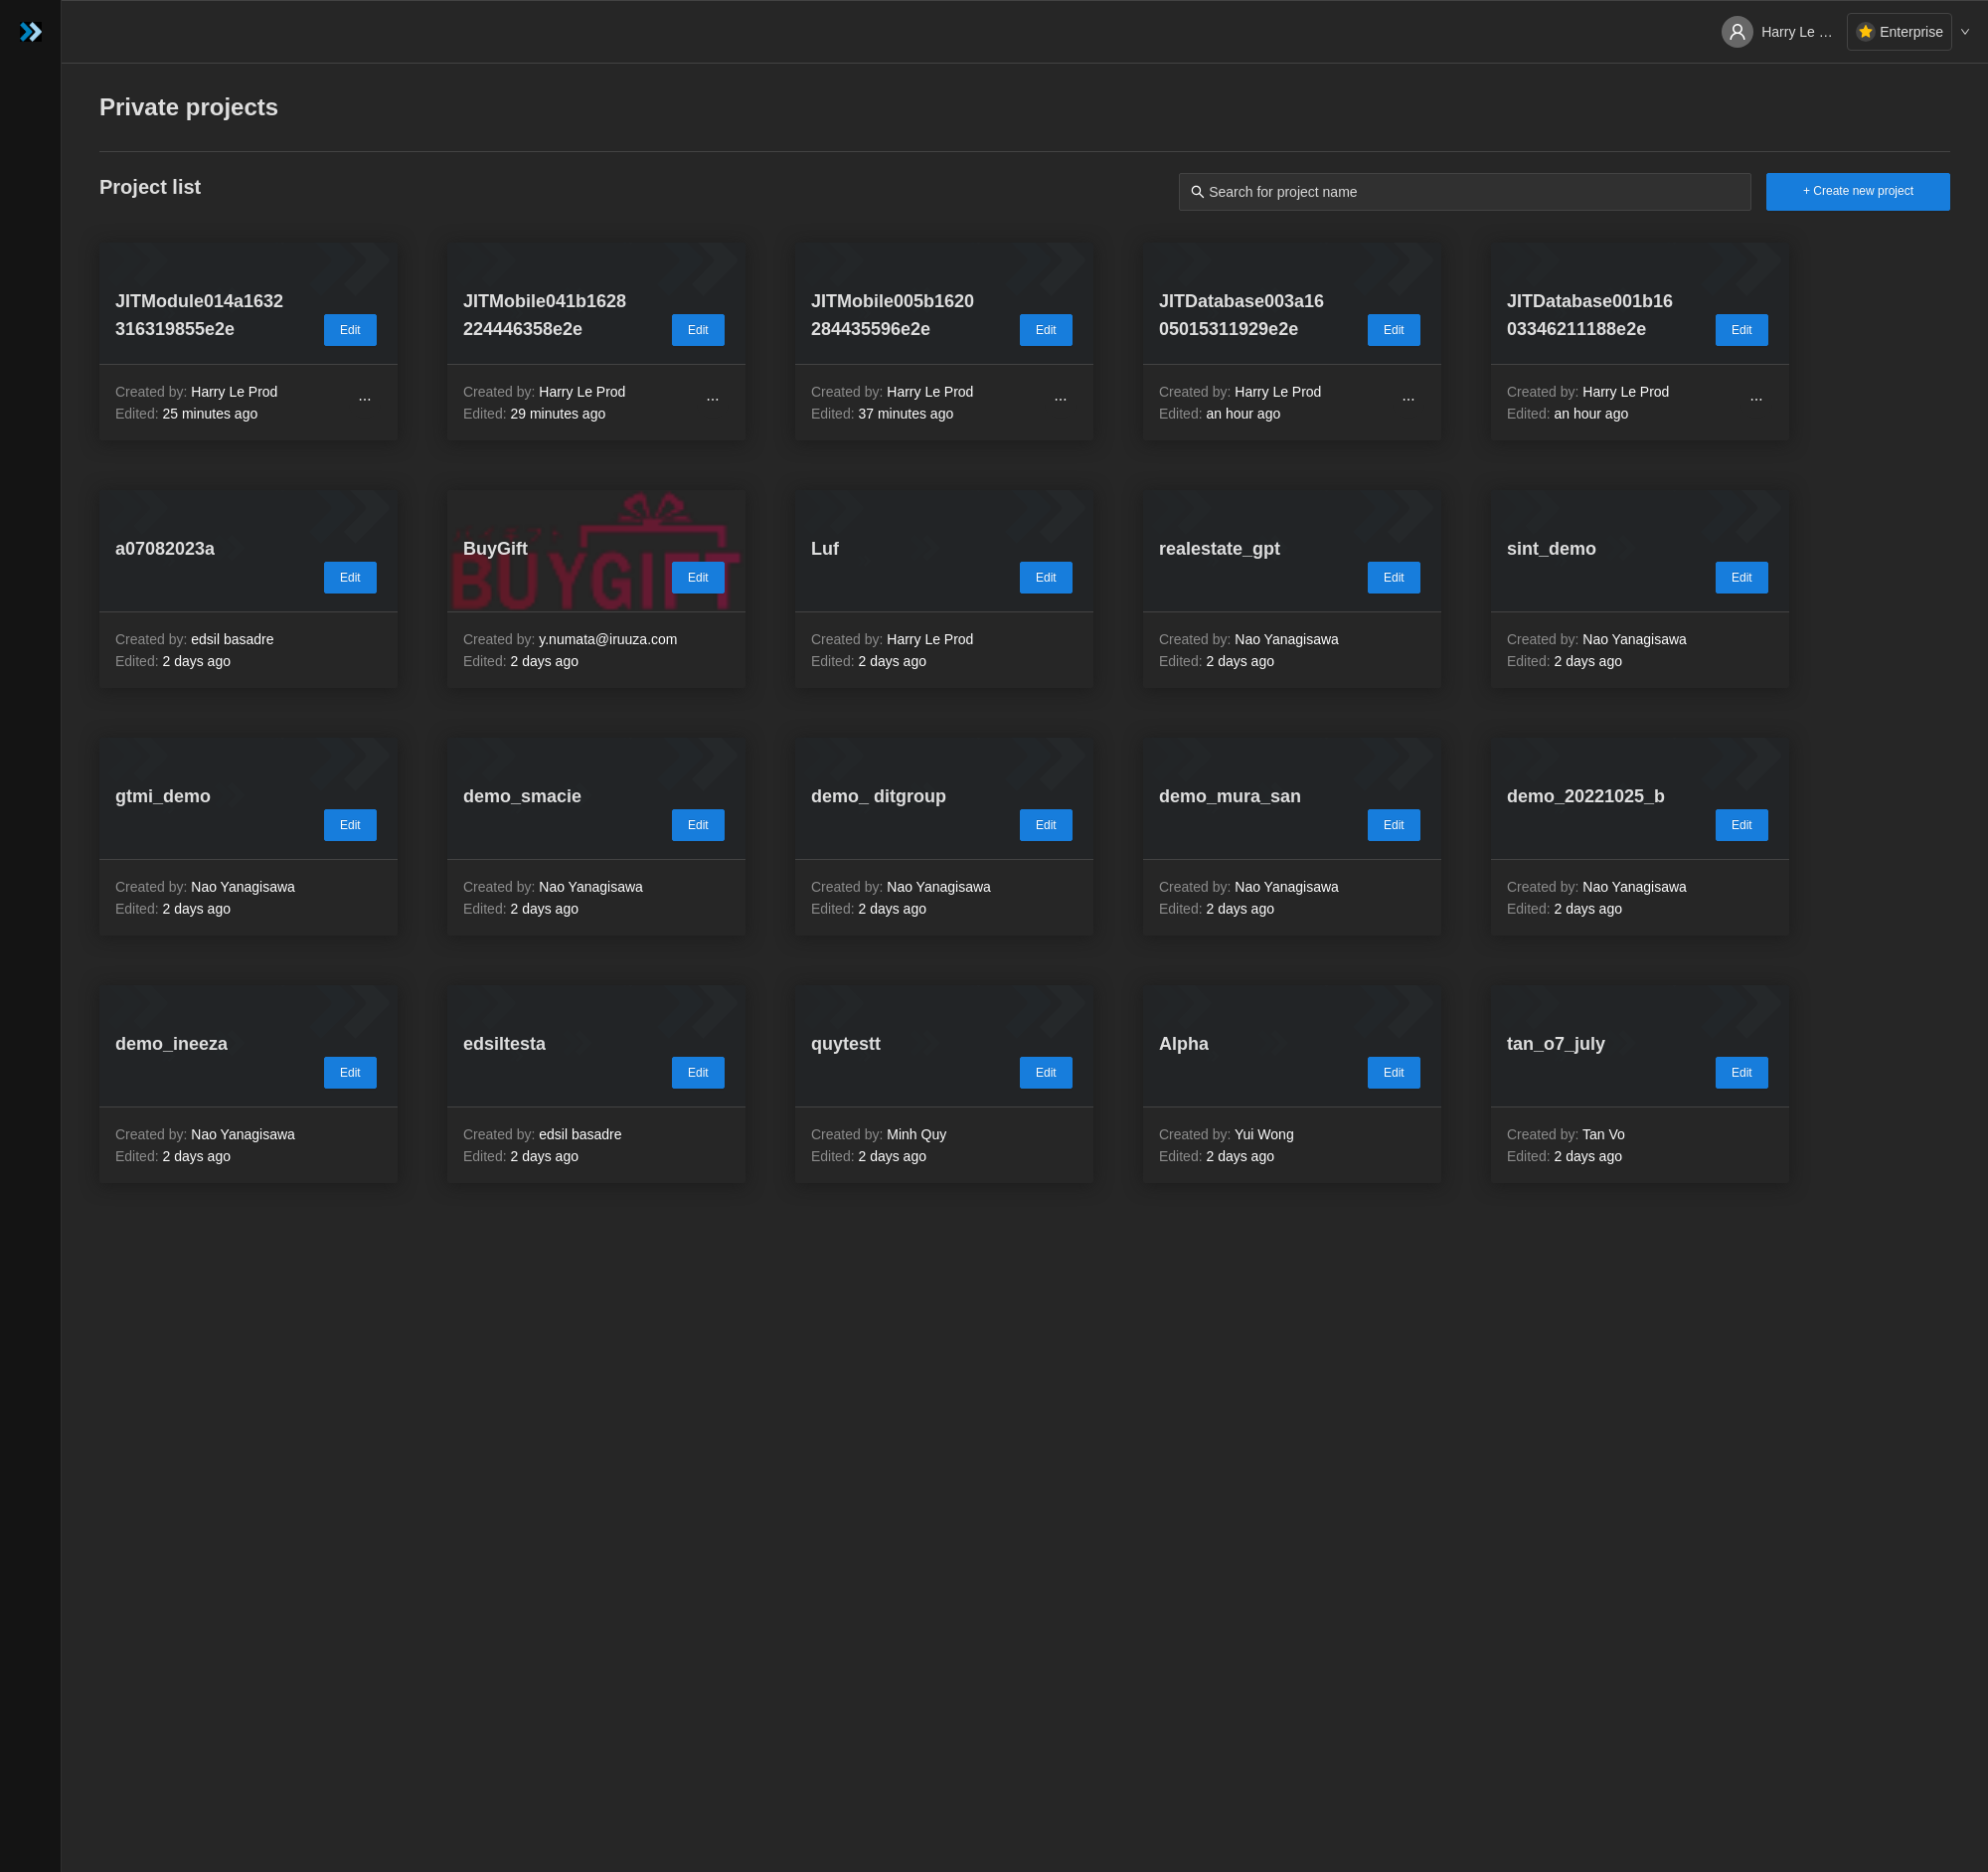 Harry Le ...
Enterprise
Private projects
Project list
Search for project name
+ Create new project
JITModule014a1632
316319855e2e
Edit
Created by: Harry Le Prod
...
Edited: 25 minutes ago
JITMobile041b1628
224446358e2e
Edit
Created by: Harry Le Prod
...
Edited: 29 minutes ago
JITMobile005b1620
284435596e2e
Edit
Created by: Harry Le Prod
...
Edited: 37 minutes ago
JITDatabase003a16
05015311929e2e
Edit
Created by: Harry Le Prod
...
Edited: an hour ago
JITDatabase001b16
03346211188e2e
Edit
Created by: Harry Le Prod
...
Edited: an hour ago
a07082023a
Edit
Created by: edsil basadre
Edited: 2 days ago
BuyGift
BUYGIFT
Edit
Created by: y.numata@iruuza.com
Edited: 2 days ago
Luf
Edit
Created by: Harry Le Prod
Edited: 2 days ago
realestate_gpt
Edit
Created by: Nao Yanagisawa
Edited: 2 days ago
sint_demo
Edit
Created by: Nao Yanagisawa
Edited: 2 days ago
gtmi_demo
Edit
Created by: Nao Yanagisawa
Edited: 2 days ago
demo_smacie
Edit
Created by: Nao Yanagisawa
Edited: 2 days ago
demo_ ditgroup
Edit
Created by: Nao Yanagisawa
Edited: 2 days ago
demo_mura_san
Edit
Created by: Nao Yanagisawa
Edited: 2 days ago
demo_20221025_b
Edit
Created by: Nao Yanagisawa
Edited: 2 days ago
demo_ineeza
Edit
Created by: Nao Yanagisawa
Edited: 2 days ago
edsiltesta
Edit
Created by: edsil basadre
Edited: 2 days ago
quytestt
Edit
Created by: Minh Quy
Edited: 2 days ago
Alpha
Edit
Created by: Yui Wong
Edited: 2 days ago
tan_o7_july
Edit
Created by: Tan Vo
Edited: 2 days ago